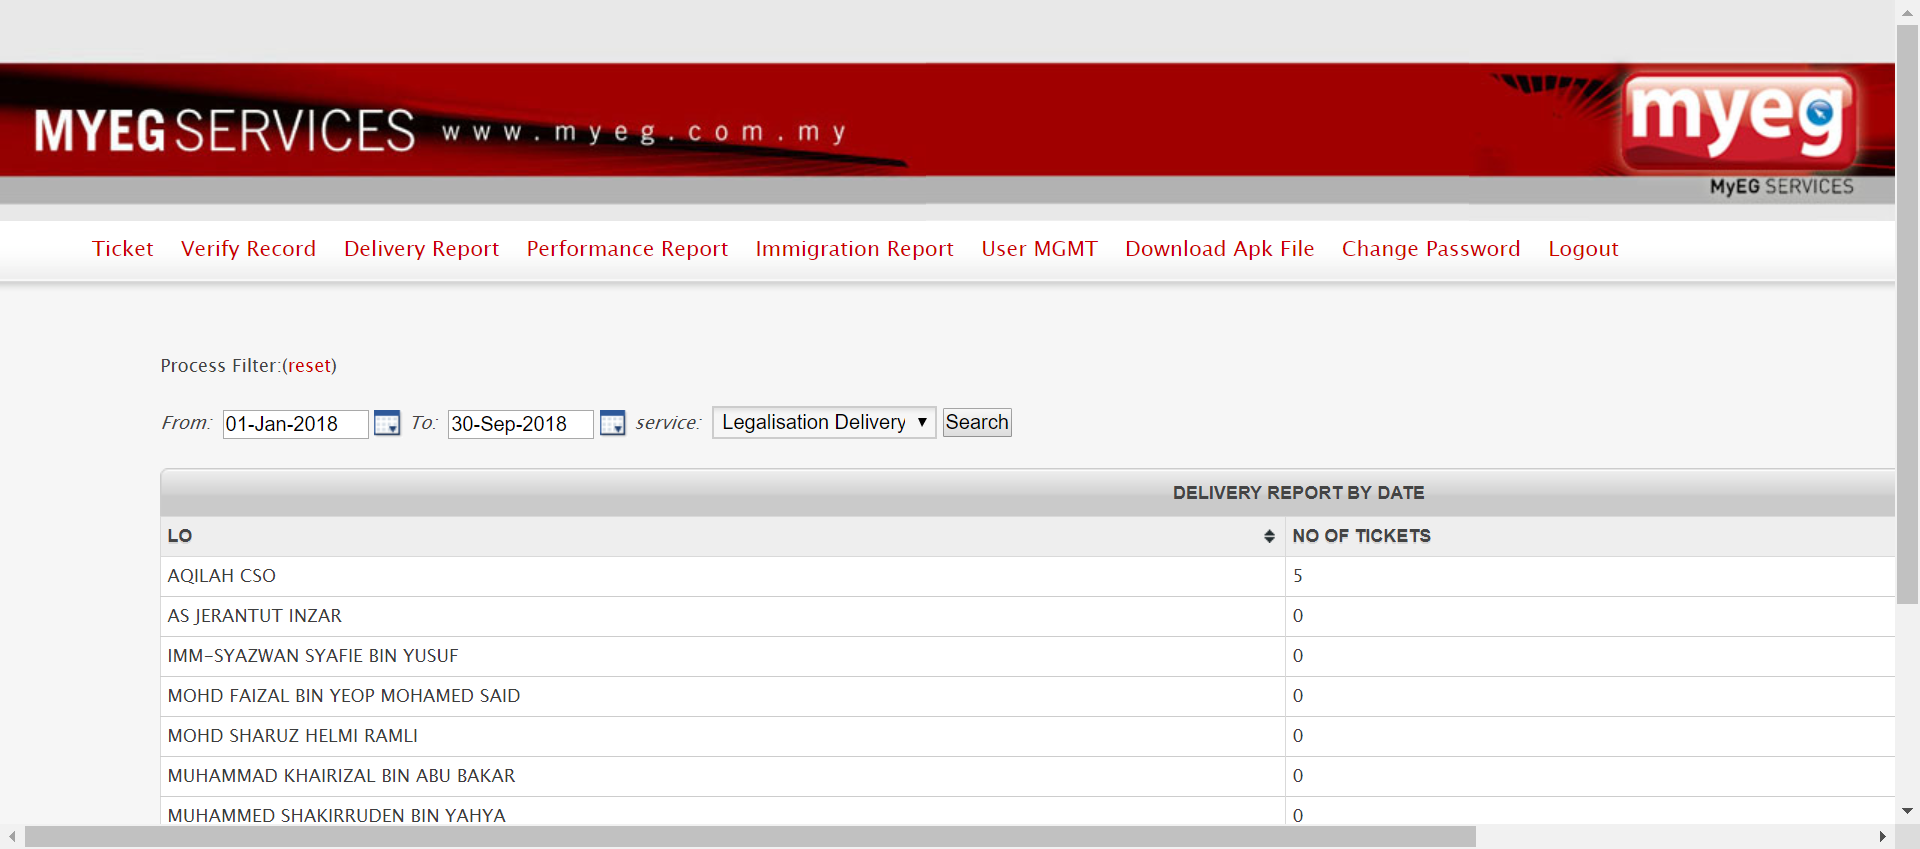 MYEG SERVICES www.myeg.com.my
myeg
MyEG SERVICES
Ticket Verify Record Delivery Report Performance Report Immigration Report User MGMT Download Apk File Change Password Logout
Process Filter:(reset)
From: 01-Jan-2018 To: 30-Sep-2018 service: Legalisation Delivery Search
DELIVERY REPORT BY DATE
LO NO OF TICKETS
AQILAH CSO 5
AS JERANTUT INZAR 0
IMM-SYAZWAN SYAFIE BIN YUSUF 0
MOHD FAIZAL BIN YEOP MOHAMED SAID 0
MOHD SHARUZ HELMI RAMLI 0
MUHAMMAD KHAIRIZAL BIN ABU BAKAR 0
MUHAMMED SHAKIRRUDEN BIN YAHYA 0